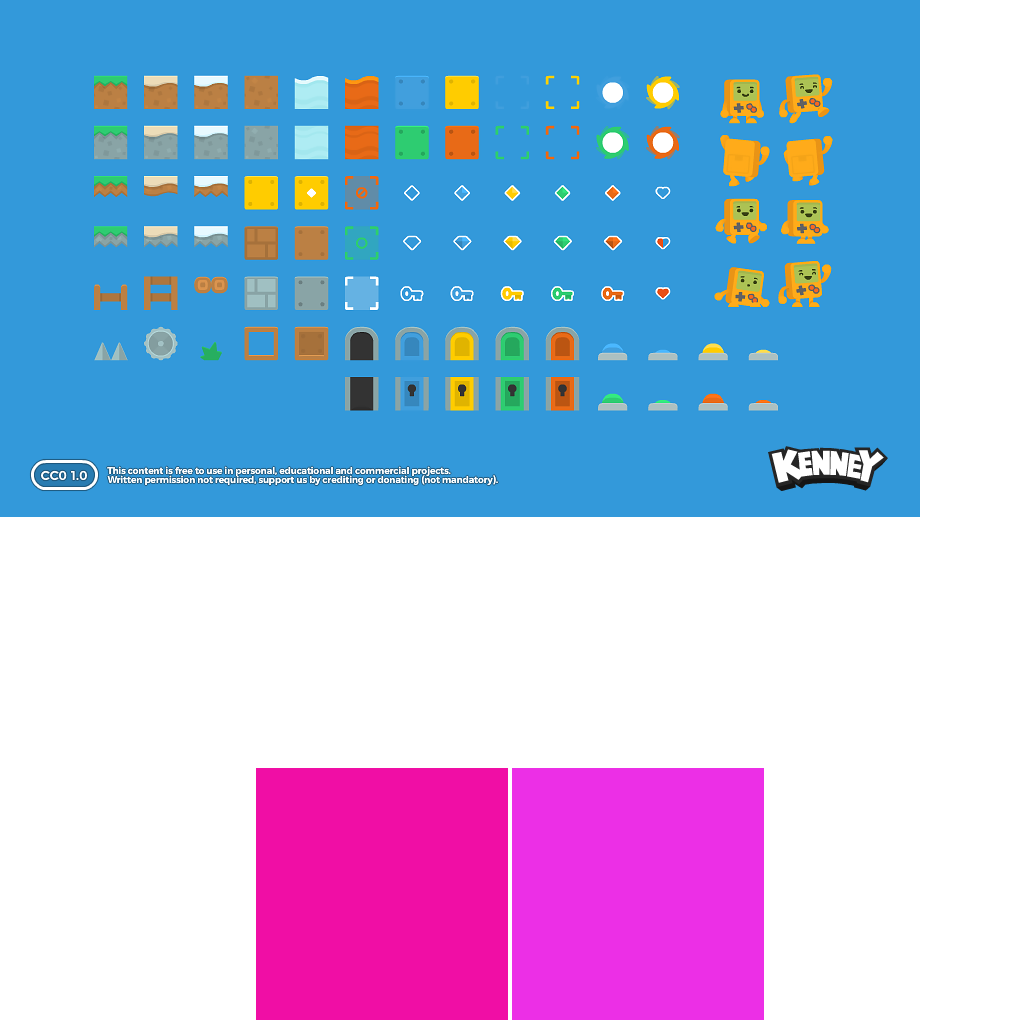 CC0 1.0
This content is free to use in personal, educational and commercial projects.
Written permission not required, support us by crediting or donating (not mandatory).
KENNEY